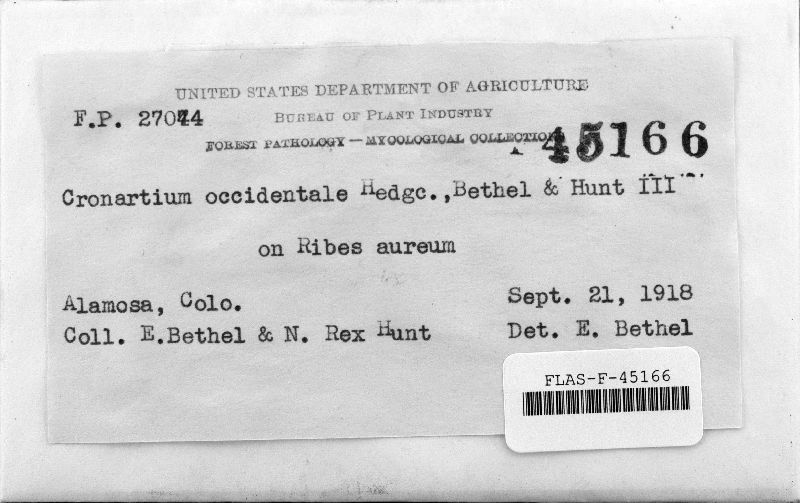 UNITED STATES DEPARTMENT OF AGRICULTURE
F.P. 27044
BUREAU OF PLANT INDUSTRY
FOREST PATHOLOGY — MYCOLOGICAL COLLECTION
45166
Cronartium occidentale Hedgc.,Bethel & Hunt III
on Ribes aureum
Alamosa, Colo.
Sept. 21, 1918
Coll. E.Bethel & N. Rex Hunt
Det. E. Bethel
FLAS-F-45166